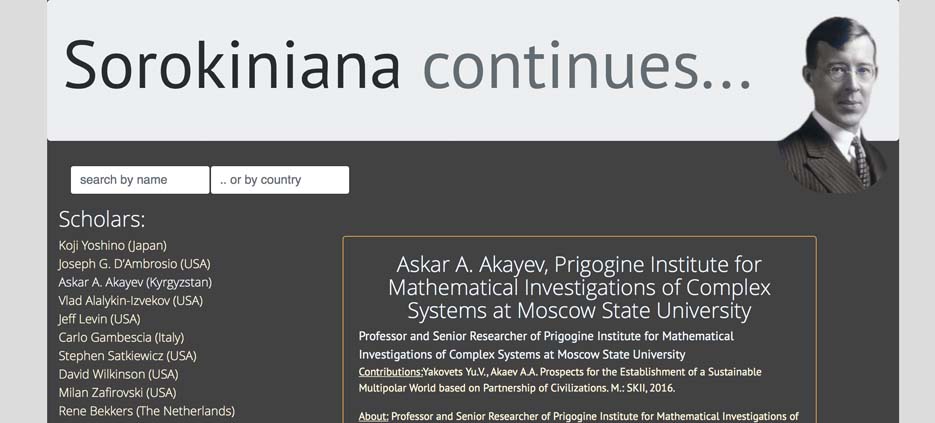 Sorokiniana continues...
search by name
.. or by country
Scholars:
Koji Yoshino (Japan)
Joseph G. D'Ambrosio (USA)
Askar A. Akayev (Kyrgyzstan)
Vlad Alalykin-Izvekov (USA)
Jeff Levin (USA)
Carlo Gambescia (Italy)
Stephen Satkiewicz (USA)
David Wilkinson (USA)
Milan Zafirovski (USA)
Rene Bekkers (The Netherlands)
Askar A. Akayev, Prigogine Institute for
Mathematical Investigations of Complex
Systems at Moscow State University
Professor and Senior Researcher of Prigogine Institute for Mathematical
Investigations of Complex Systems at Moscow State University
Contributions:Yakovets Yu.V., Akaev A.A. Prospects for the Establishment of a Sustainable
Multipolar World based on Partnership of Civilizations. M.: SKII, 2016.
About: Professor and Senior Researcher of Prigogine Institute for Mathematical Investigations of